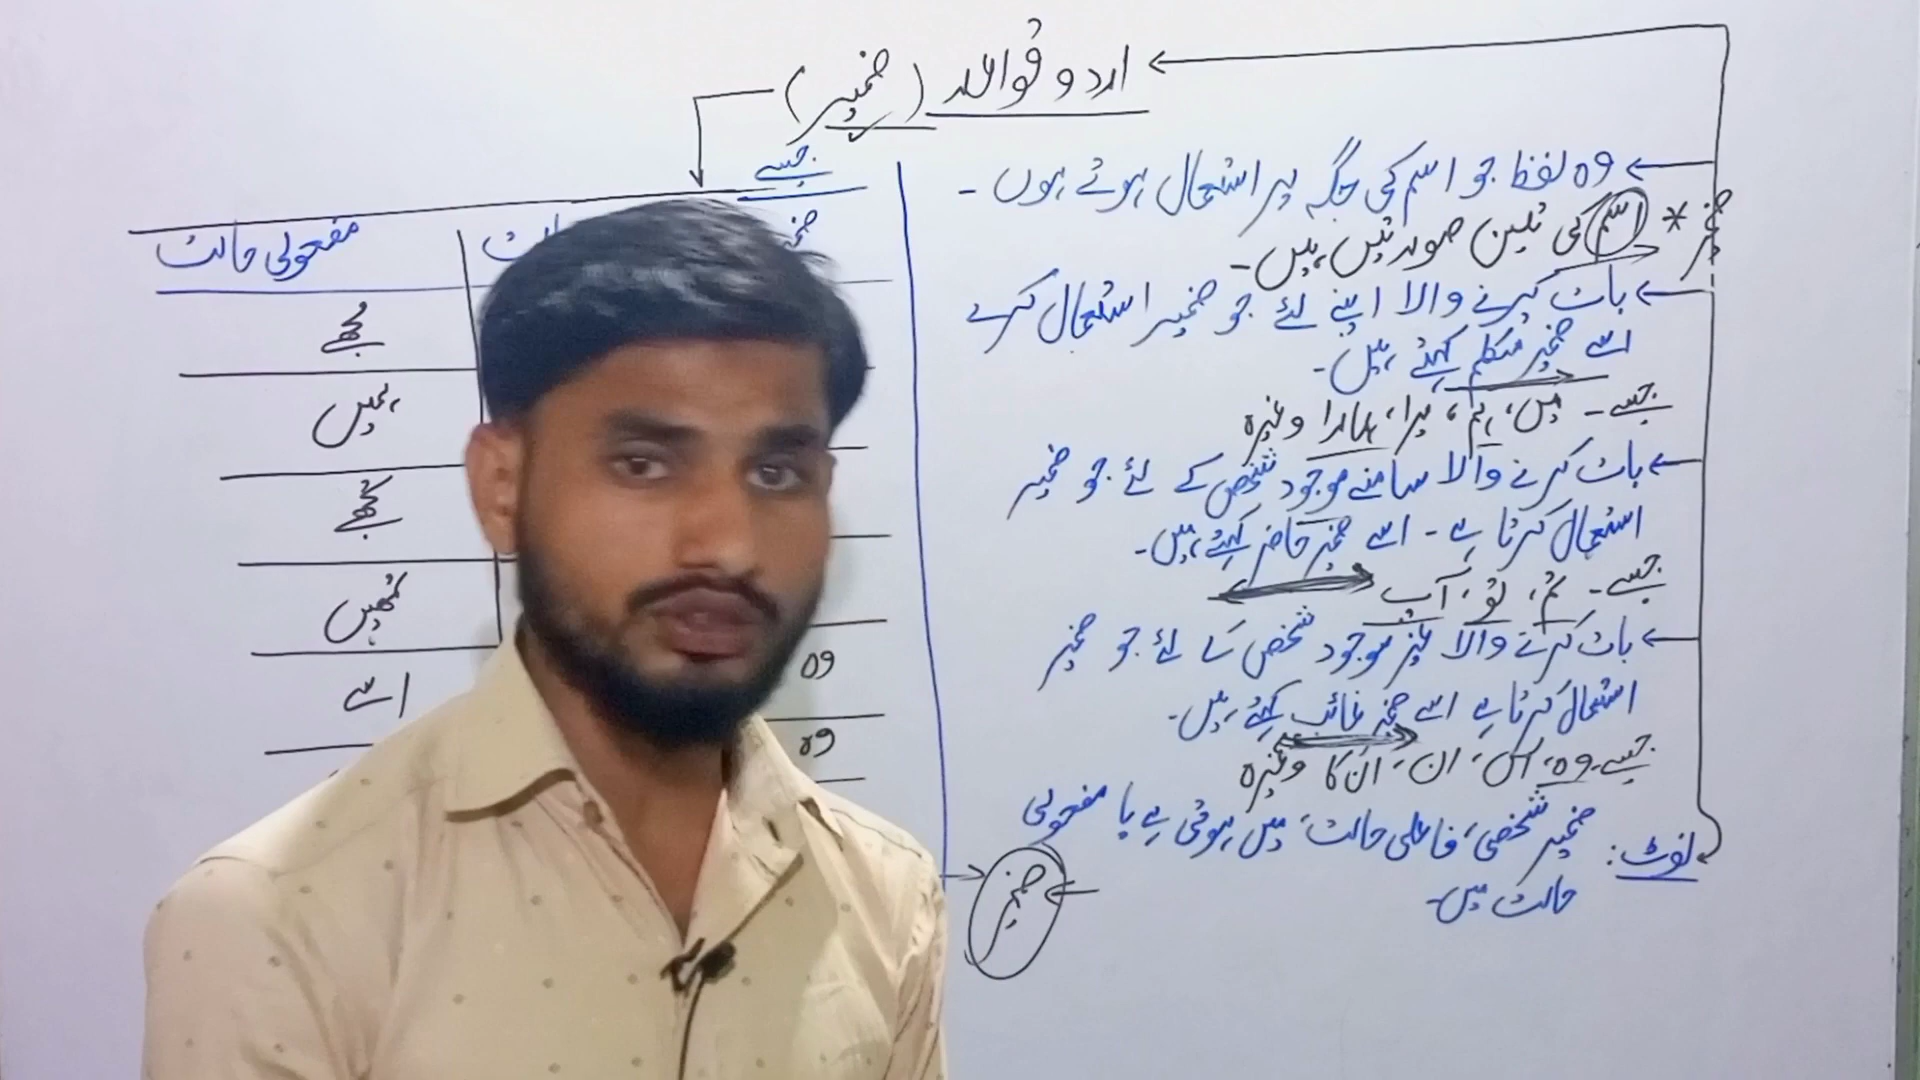 اردو قواعد (ضمیر)
وہ لفظ جو اسم کی جگہ پر استعمال ہوتے ہوں ۔
ضمیر * اسم کی تین صورتیں ہیں۔
بات کرنے والا اپنے لئے جو ضمیر استعمال کرے
اسے ضمیر متکلم کہتے ہیں۔
جیسے ۔ میں، ہم، میرا، ہمارا وغیرہ
بات کرنے والا سامنے موجود شخص کے لئے جو ضمیر
استعمال کرتا ہے ۔ اسے ضمیر حاضر کہتے ہیں۔
جیسے ۔ تم، تو، آپ
بات کرنے والا غیر موجود شخص کے لئے جو ضمیر
استعمال کرتا ہے اسے ضمیر غائب کہتے ہیں۔
جیسے۔ وہ، اس، ان، ان کا وغیرہ
نوٹ: ضمیر شخصی، فاعلی حالت، میں ہوتی ہے یا مفعولی
حالت میں۔
ضمیر
جیسے
مفعولی حالت
مجھے
ہمیں
تجھے
تمھیں
وہ اسے
وہ